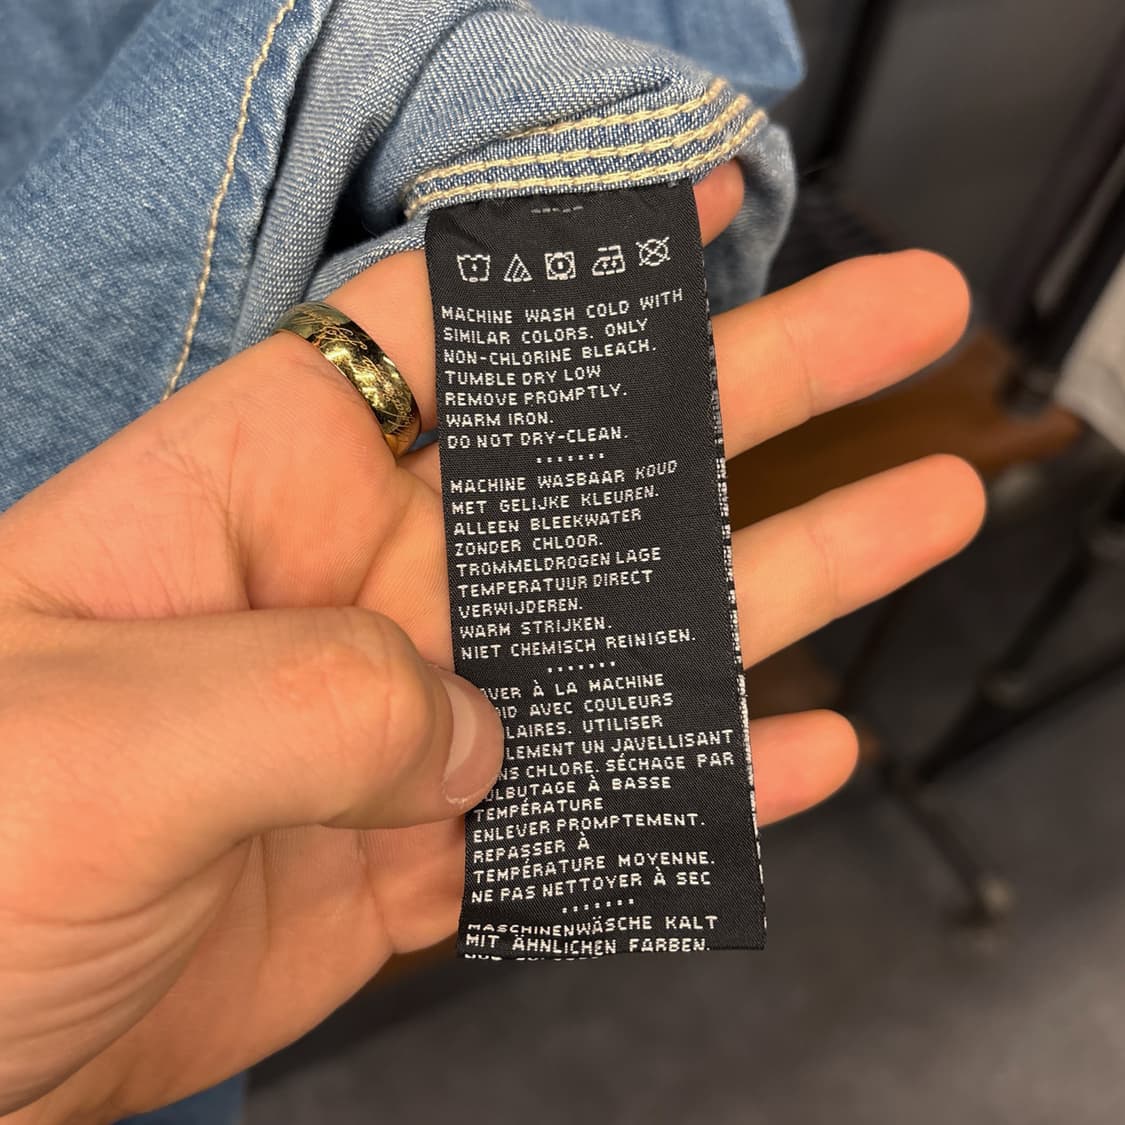 MACHINE WASH COLD WITH
SIMILAR COLORS. ONLY
NON-CHLORINE BLEACH.
TUMBLE DRY LOW
REMOVE PROMPTLY.
WARM IRON.
DO NOT DRY-CLEAN.
MACHINE WASBAAR KOUD
MET GELIJKE KLEUREN.
ALLEEN BLEEKWATER
ZONDER CHLOOR.
TROMMELDROGEN LAGE
TEMPERATUUR DIRECT
VERWIJDEREN.
WARM STRIJKEN.
NIET CHEMISCH REINIGEN.
À LA MACHINE
AVEC COULEURS
UTILISER
UN JAVELLISANT
CHLORE. SÉCHAGE PAR
À BASSE
TEMPÉRATURE
ENLEVER PROMPTEMENT.
REPASSER À
TEMPÉRATURE MOYENNE.
NE PAS NETTOYER À SEC
MASCHINENWÄSCHE KALT
MIT ÄHNLICHEN FARBEN.